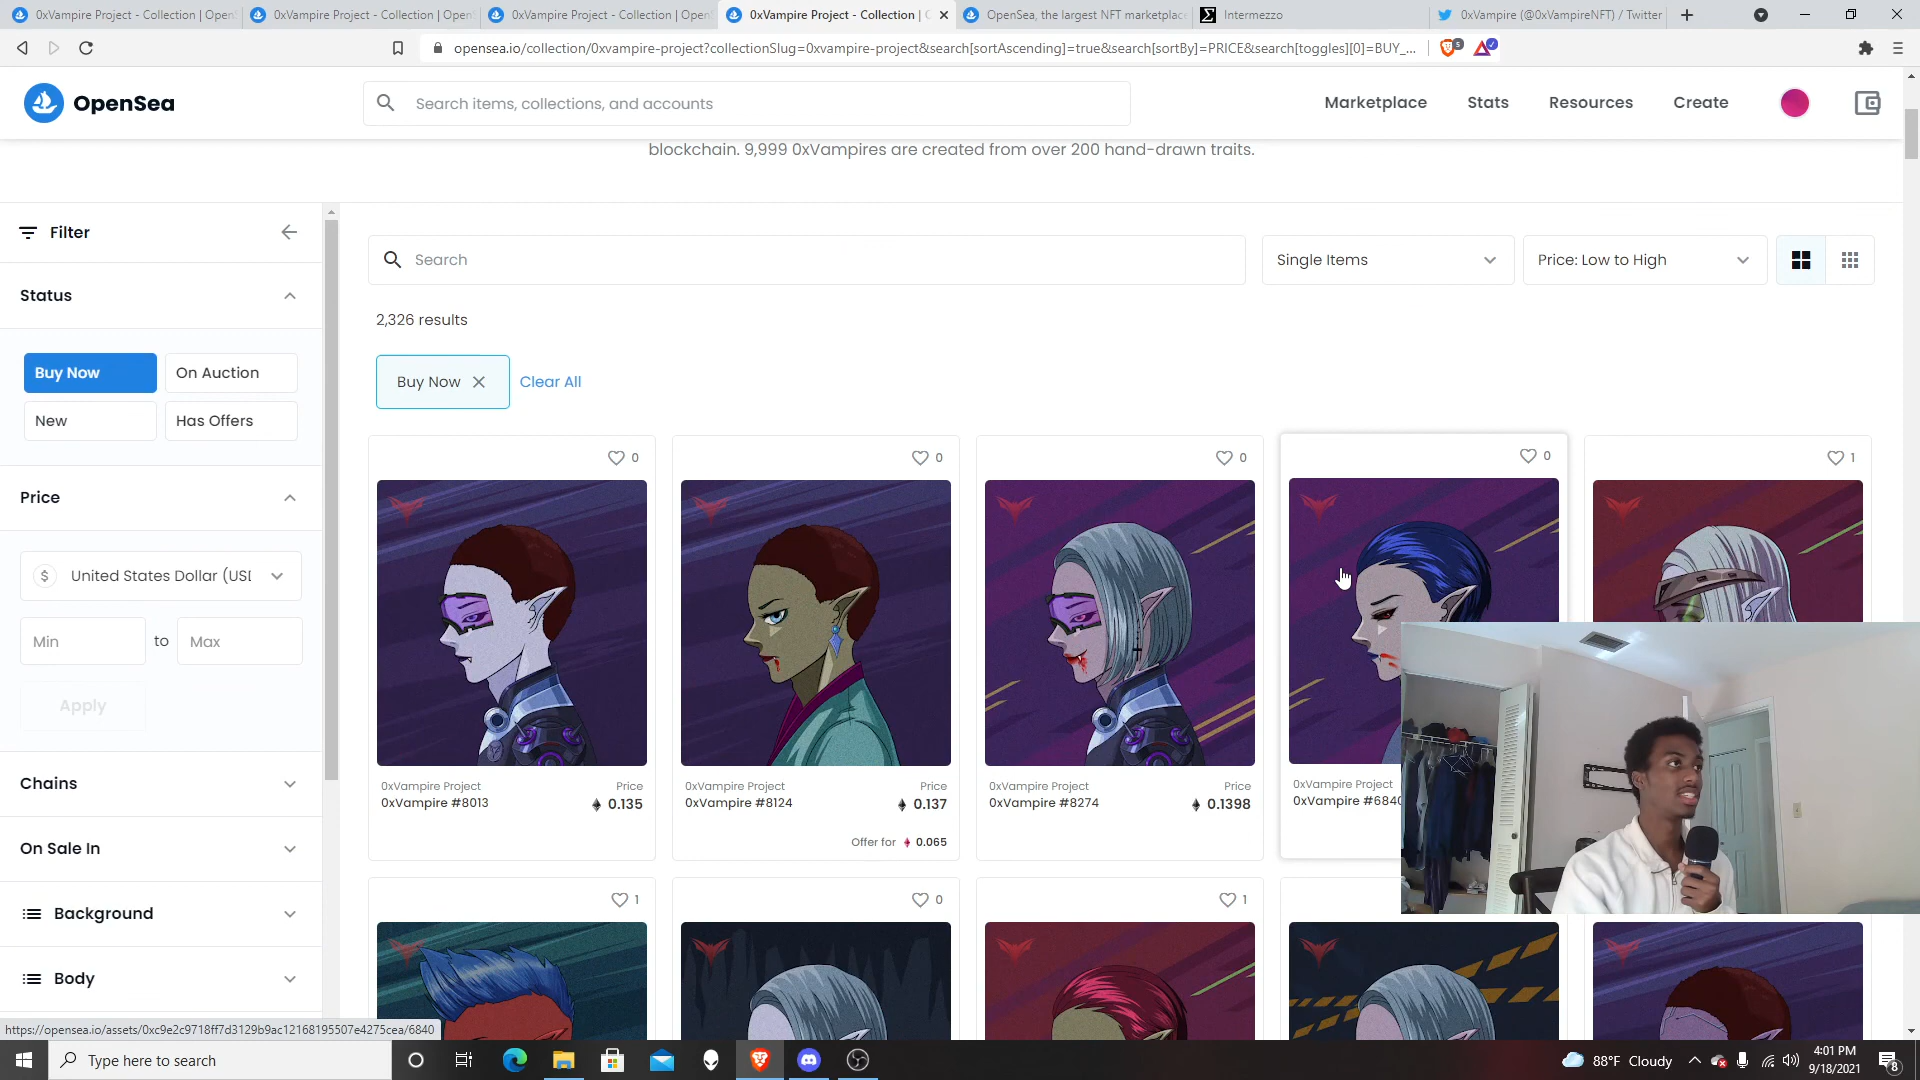 0xVampire Project - Collection | Open
0xVampire Project - Collection | Open
0xVampire Project - Collection | Open
0xVampire Project - Collection |
OpenSea, the largest NFT marketplace
Intermezzo
0xVampire (@0xVampireNFT) / Twitter
opensea.io/collection/0xvampire-project?collectionSlug=0xvampire-project&search[sortAscending]=true&search[sortBy]=PRICE&search[toggles][0]=BUY_...
OpenSea
Search items, collections, and accounts
Marketplace
Stats
Resources
Create
blockchain. 9,999 0xVampires are created from over 200 hand-drawn traits.
Filter
Search
Single Items
Price: Low to High
Status
2,326 results
Buy Now
On Auction
New
Has Offers
Buy Now
Clear All
Price
$ United States Dollar (USD
Min
to
Max
Apply
Chains
On Sale In
Background
Body
0
0
0
0
1
0xVampire Project
Price
0xVampire #8013
0.135
0xVampire Project
Price
0xVampire #8124
0.137
Offer for 0.065
0xVampire Project
Price
0xVampire #8274
0.1398
0xVampire Project
0xVampire #6840
1
0
1
https://opensea.io/assets/0xc9e2c9718ff7d3129b9ac12168195507e4275cea/6840
Type here to search
88°F Cloudy
4:01 PM
9/18/2021
8